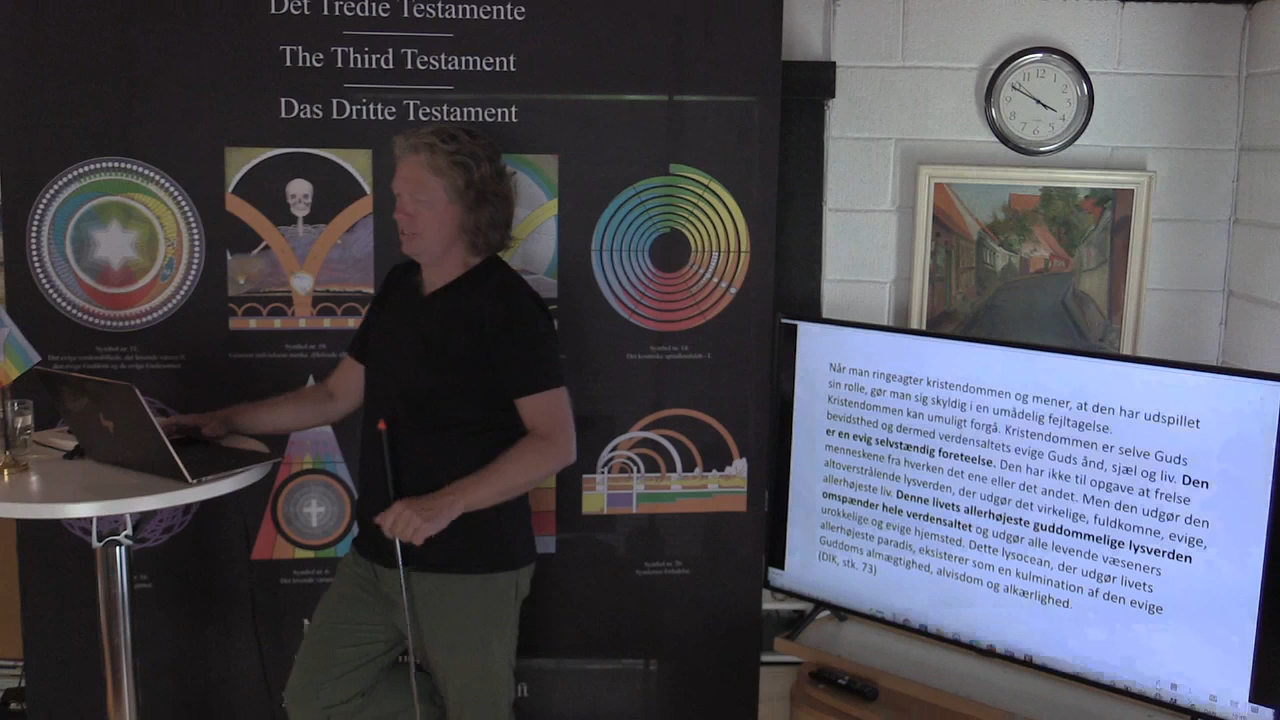 Det Tredie Testamente
The Third Testament
Das Dritte Testament
Symbol nr. 14.
Når man ringeagter kristendommen og mener, at den har udspillet
sin rolle, gør man sig skyldig i en umådelig fejltagelse.
Kristendommen kan umuligt forgå. Kristendommen er selve Guds
bevidsthed og dermed verdensaltets evige Guds ånd, sjæl og liv. Den
er en evig selvstændig foreteelse. Den har ikke til opgave at frelse
menneskene fra hverken det ene eller det andet. Men den udgør den
altoverstrålende lysverden, der udgør det virkelige, fuldkomne, evige,
allerhøjeste liv. Denne livets allerhøjeste guddommelige lysverden
omspænder hele verdensaltet og udgør alle levende væseners
urokkelige og evige hjemsted. Dette lysocean, der udgør livets
allerhøjeste paradis, eksisterer som en kulmination af den evige
Guddoms almægtighed, alvisdom og alkærlighed.
(DIK, stk. 73)